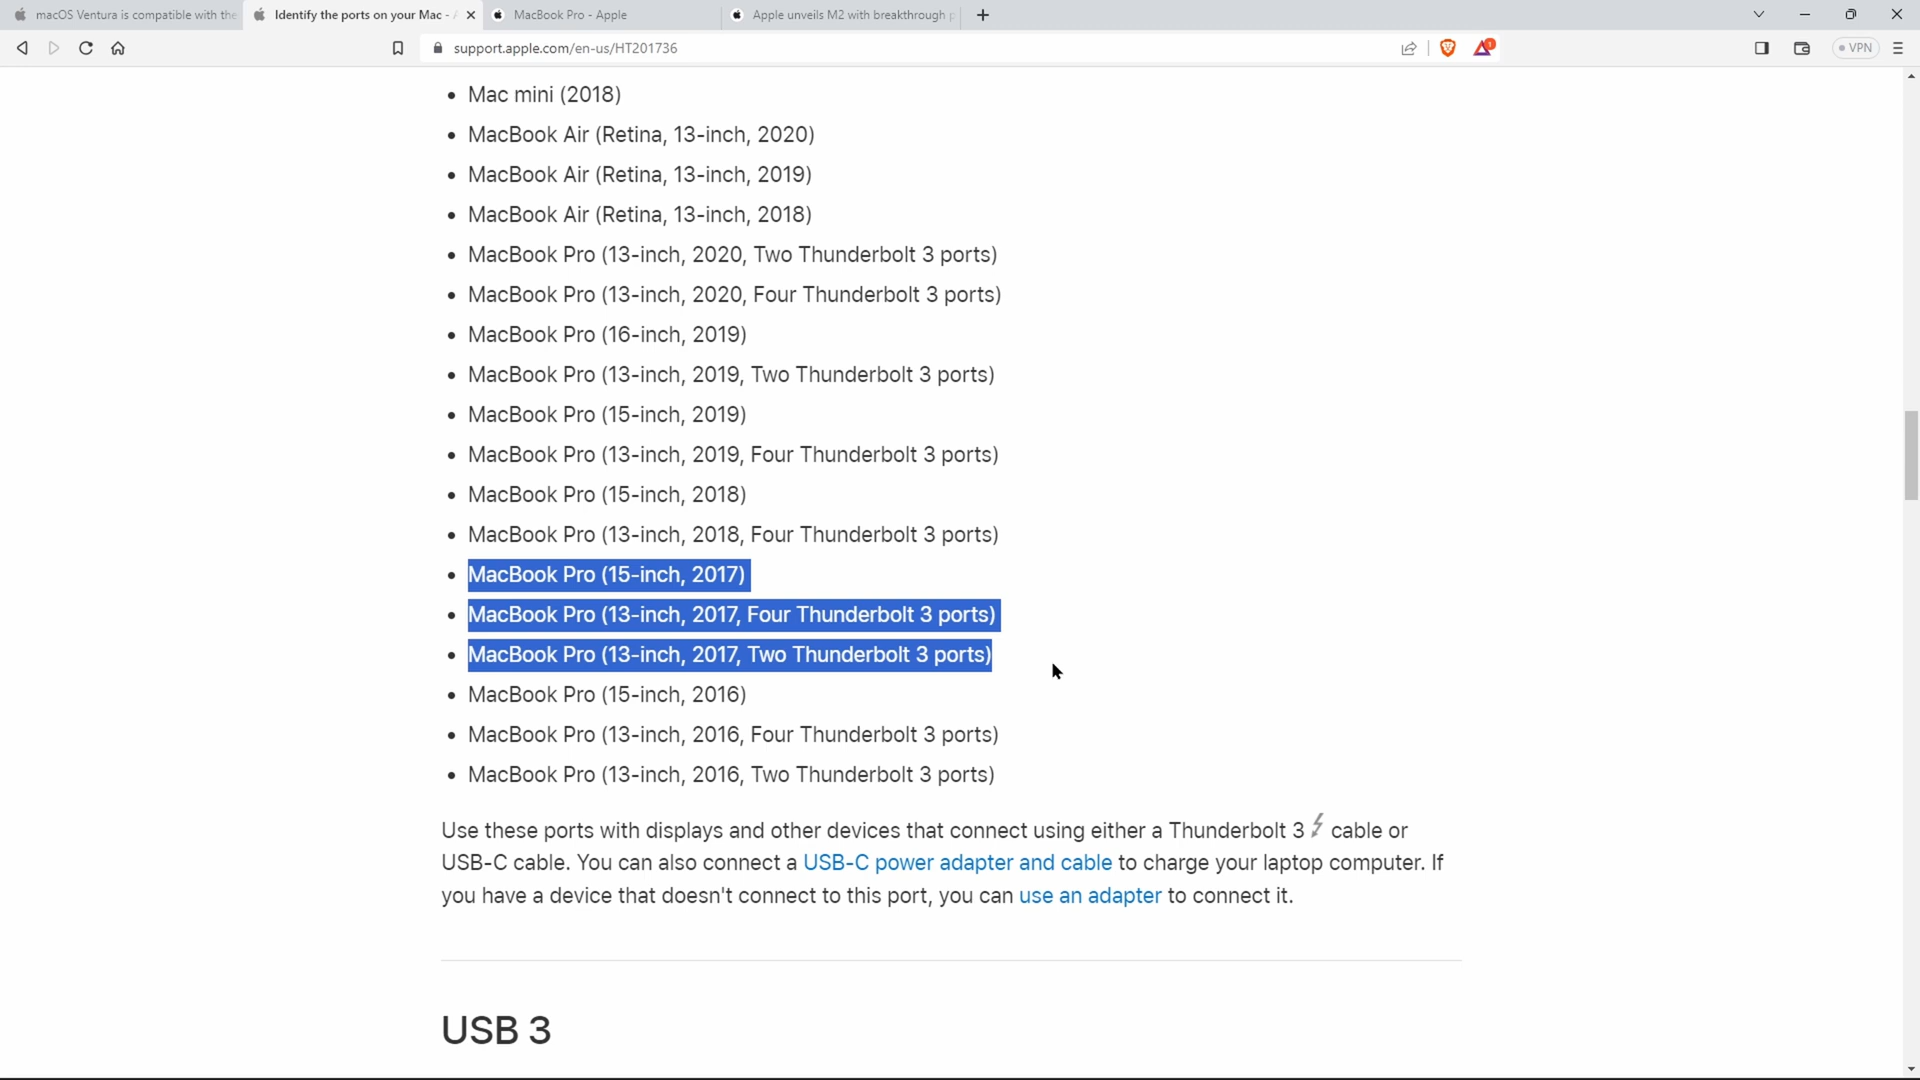 macOS Ventura is compatible with the
Identify the ports on your Mac -
MacBook Pro - Apple
Apple unveils M2 with breakthrough p
support.apple.com/en-us/HT201736
1
VPN
• Mac mini (2018)
• MacBook Air (Retina, 13-inch, 2020)
• MacBook Air (Retina, 13-inch, 2019)
• MacBook Air (Retina, 13-inch, 2018)
• MacBook Pro (13-inch, 2020, Two Thunderbolt 3 ports)
• MacBook Pro (13-inch, 2020, Four Thunderbolt 3 ports)
• MacBook Pro (16-inch, 2019)
• MacBook Pro (13-inch, 2019, Two Thunderbolt 3 ports)
• MacBook Pro (15-inch, 2019)
• MacBook Pro (13-inch, 2019, Four Thunderbolt 3 ports)
• MacBook Pro (15-inch, 2018)
• MacBook Pro (13-inch, 2018, Four Thunderbolt 3 ports)
• MacBook Pro (15-inch, 2017)
• MacBook Pro (13-inch, 2017, Four Thunderbolt 3 ports)
• MacBook Pro (13-inch, 2017, Two Thunderbolt 3 ports)
• MacBook Pro (15-inch, 2016)
• MacBook Pro (13-inch, 2016, Four Thunderbolt 3 ports)
• MacBook Pro (13-inch, 2016, Two Thunderbolt 3 ports)
Use these ports with displays and other devices that connect using either a Thunderbolt 3 cable or
USB-C cable. You can also connect a USB-C power adapter and cable to charge your laptop computer. If
you have a device that doesn't connect to this port, you can use an adapter to connect it.
USB 3